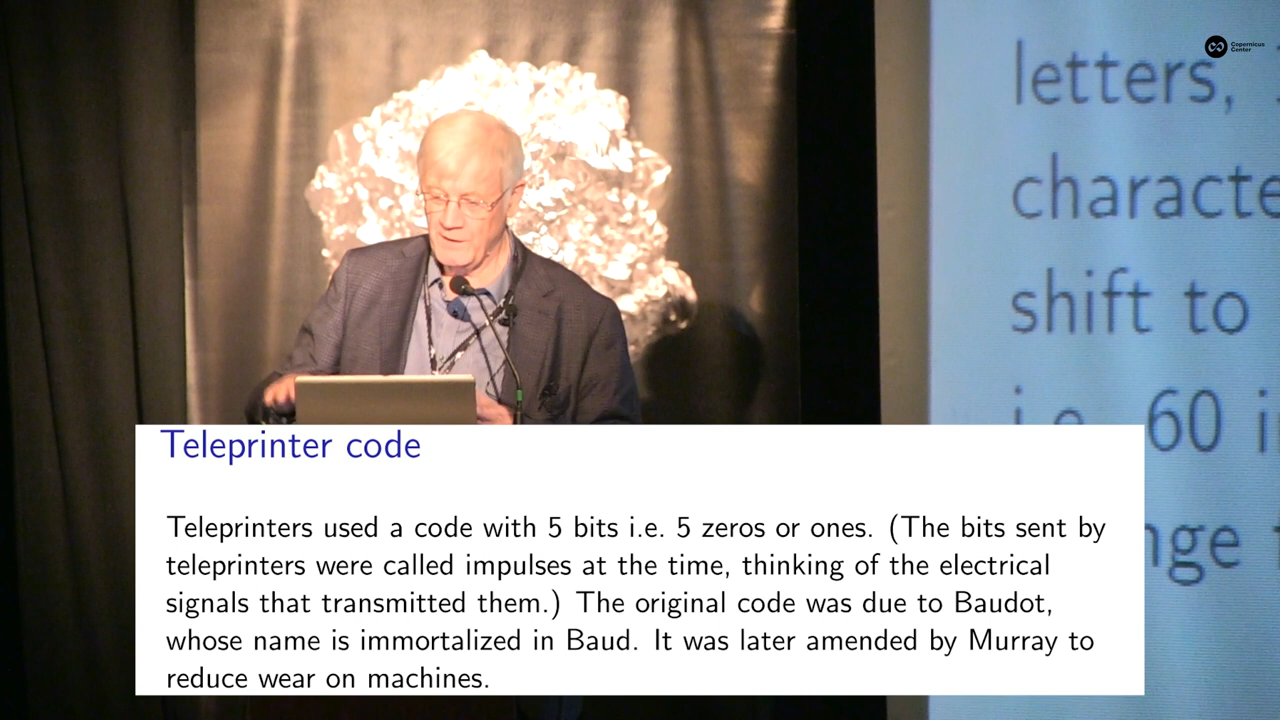 Copernicus
Center
letters,
characte
shift to
i.e. 60 i
nge
Teleprinter code
Teleprinters used a code with 5 bits i.e. 5 zeros or ones. (The bits sent by
teleprinters were called impulses at the time, thinking of the electrical
signals that transmitted them.) The original code was due to Baudot,
whose name is immortalized in Baud. It was later amended by Murray to
reduce wear on machines.